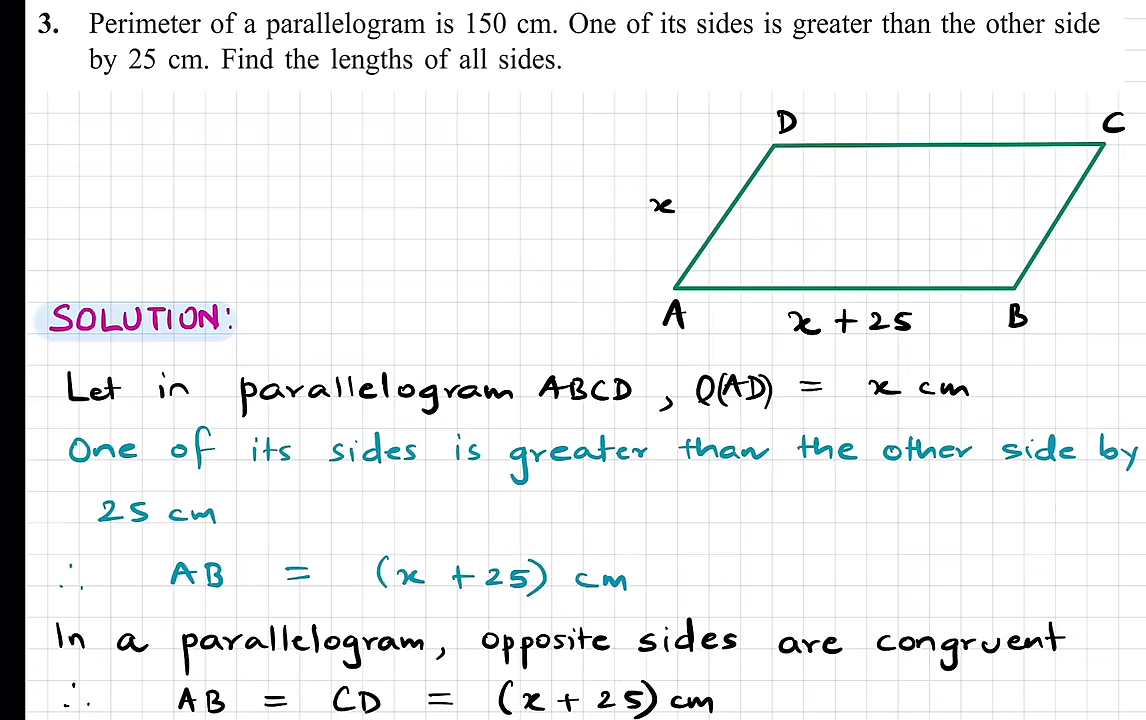 3. Perimeter of a parallelogram is 150 cm. One of its sides is greater than the other side
by 25 cm. Find the lengths of all sides.
D C
x
A x + 25 B
SOLUTION:
Let in parallelogram ABCD, l(AD) = x cm
One of its sides is greater than the other side by
25 cm
∴ AB = (x + 25) cm
In a parallelogram, opposite sides are congruent
∴ AB = CD = (x + 25) cm